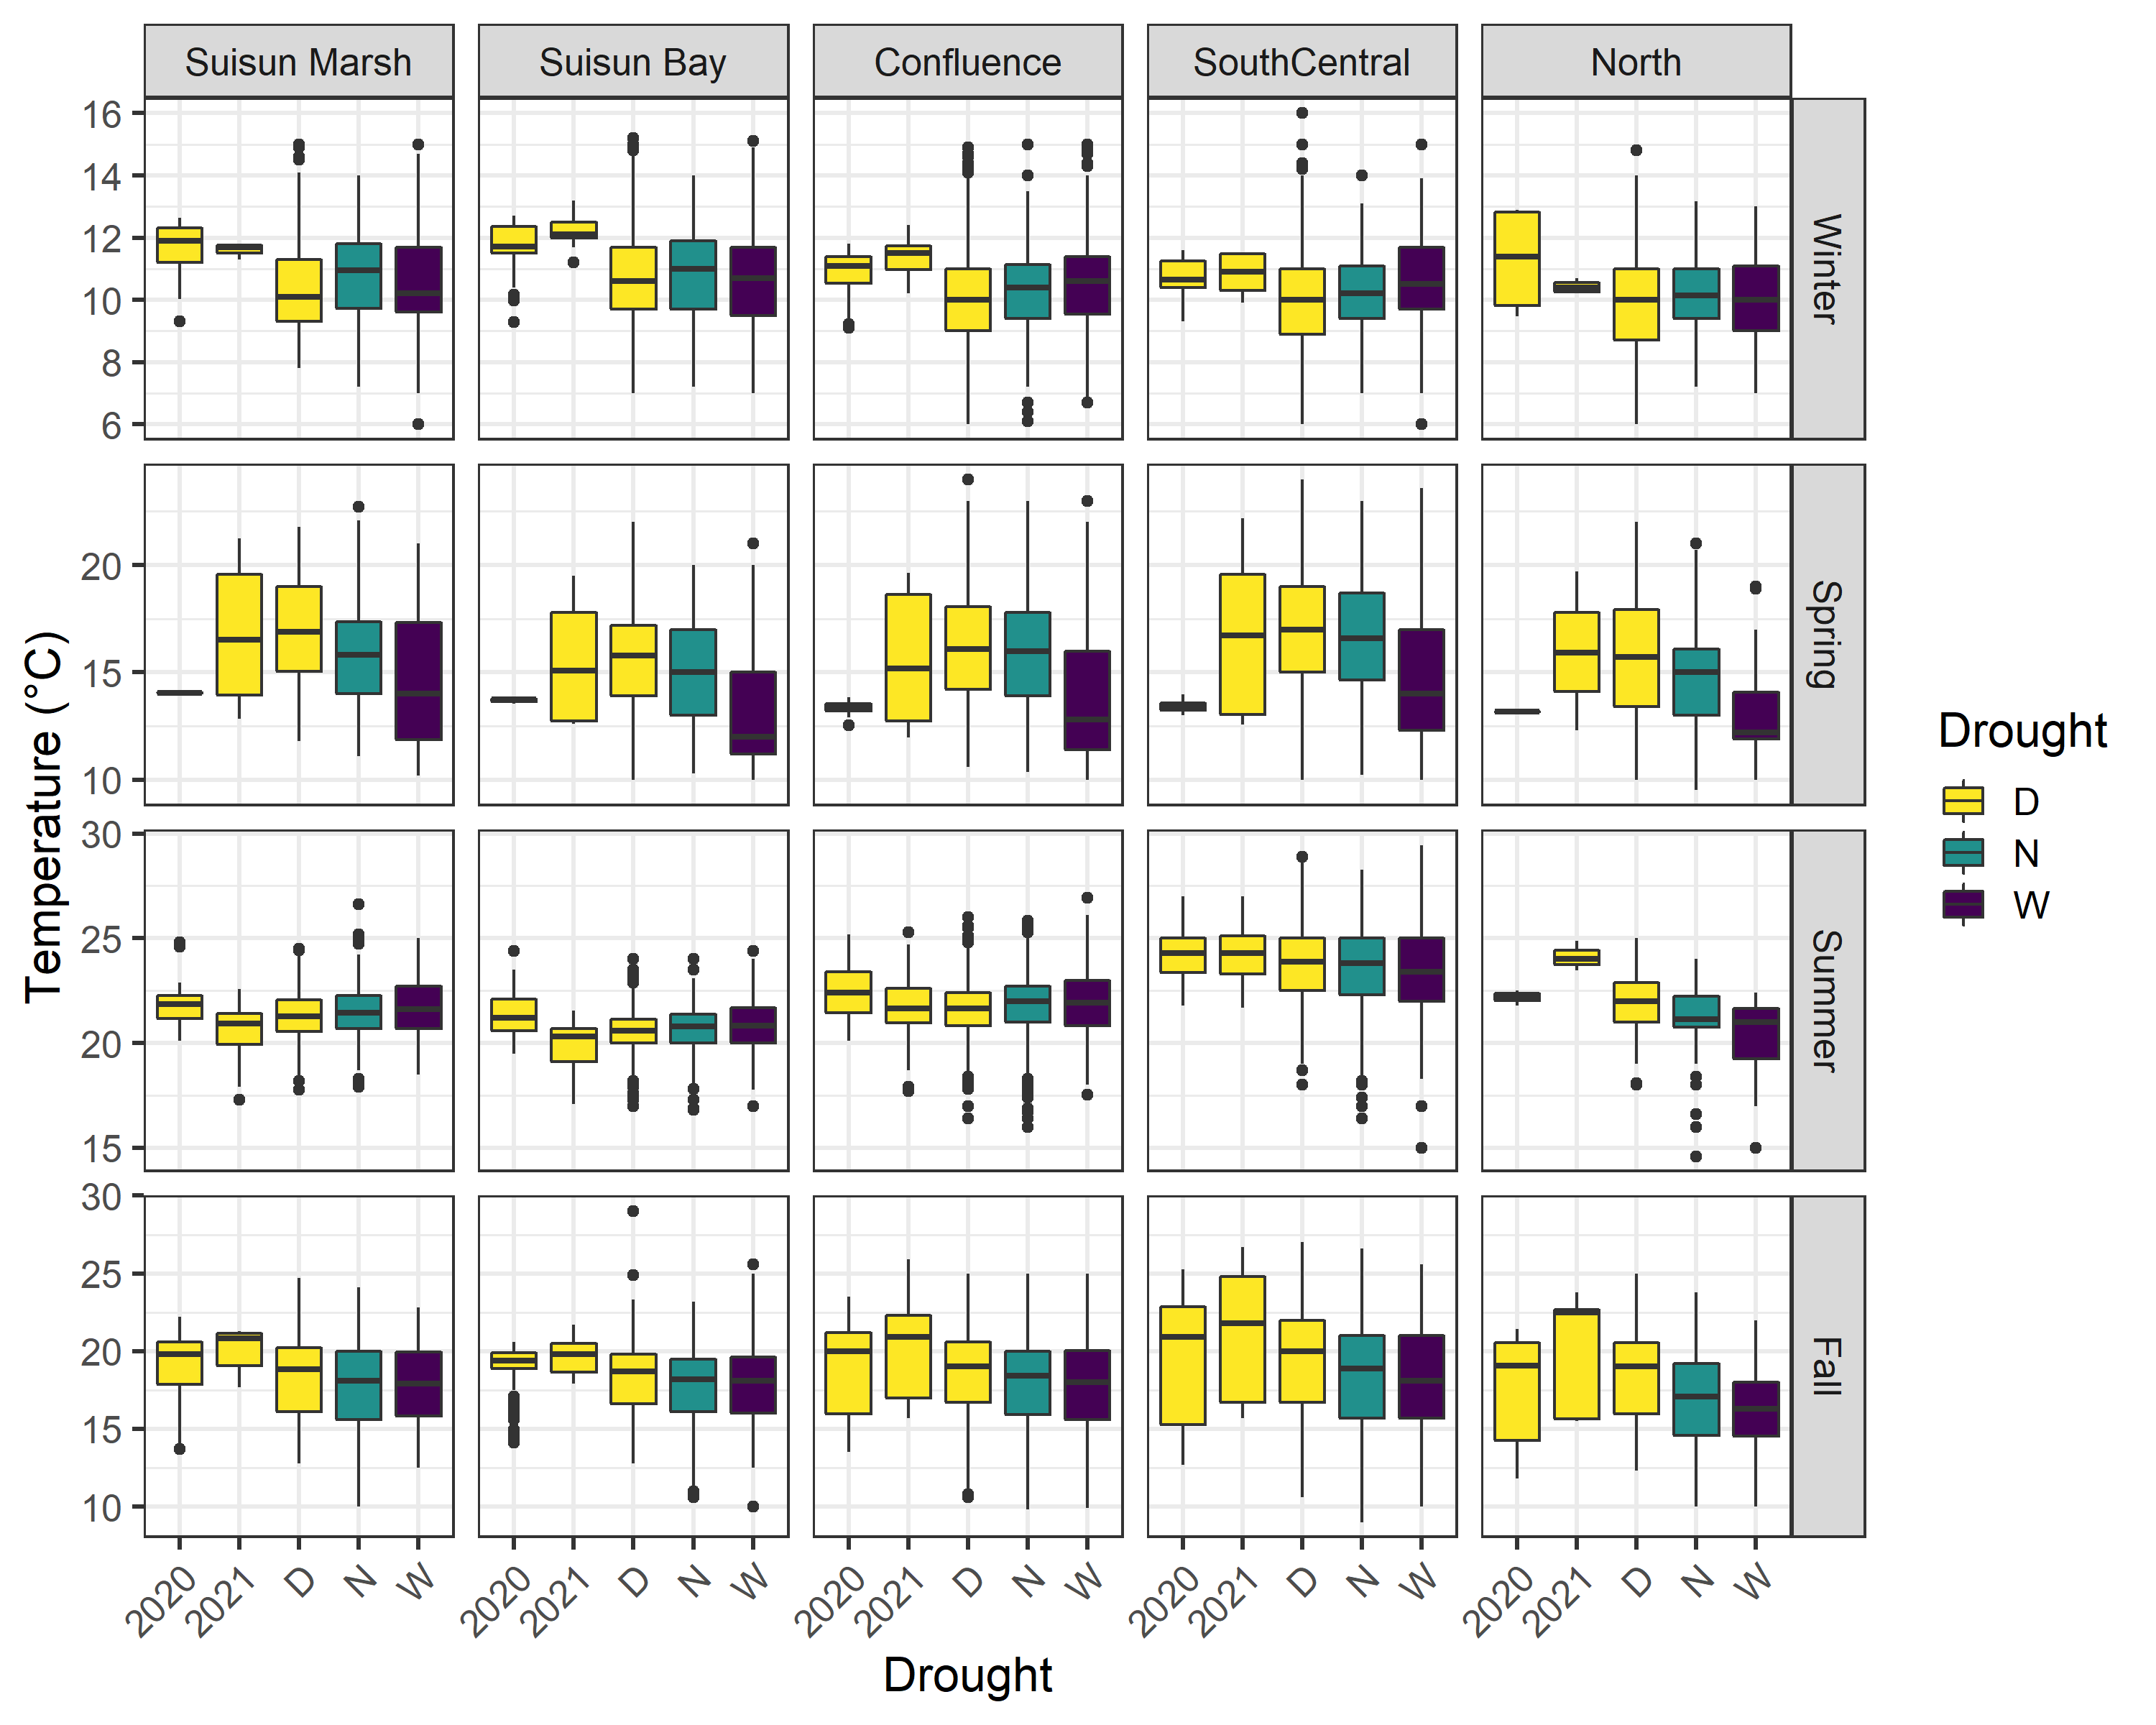 Suisun Marsh Suisun Bay Confluence SouthCentral North
16
14
12
10
8
6
Winter
20
15
10
Spring
30
25
20
15
Summer
30
25
20
15
10
Fall
Temperature (°C)
2020 2021 D N W 2020 2021 D N W 2020 2021 D N W 2020 2021 D N W 2020 2021 D N W
Drought
Drought
D
N
W